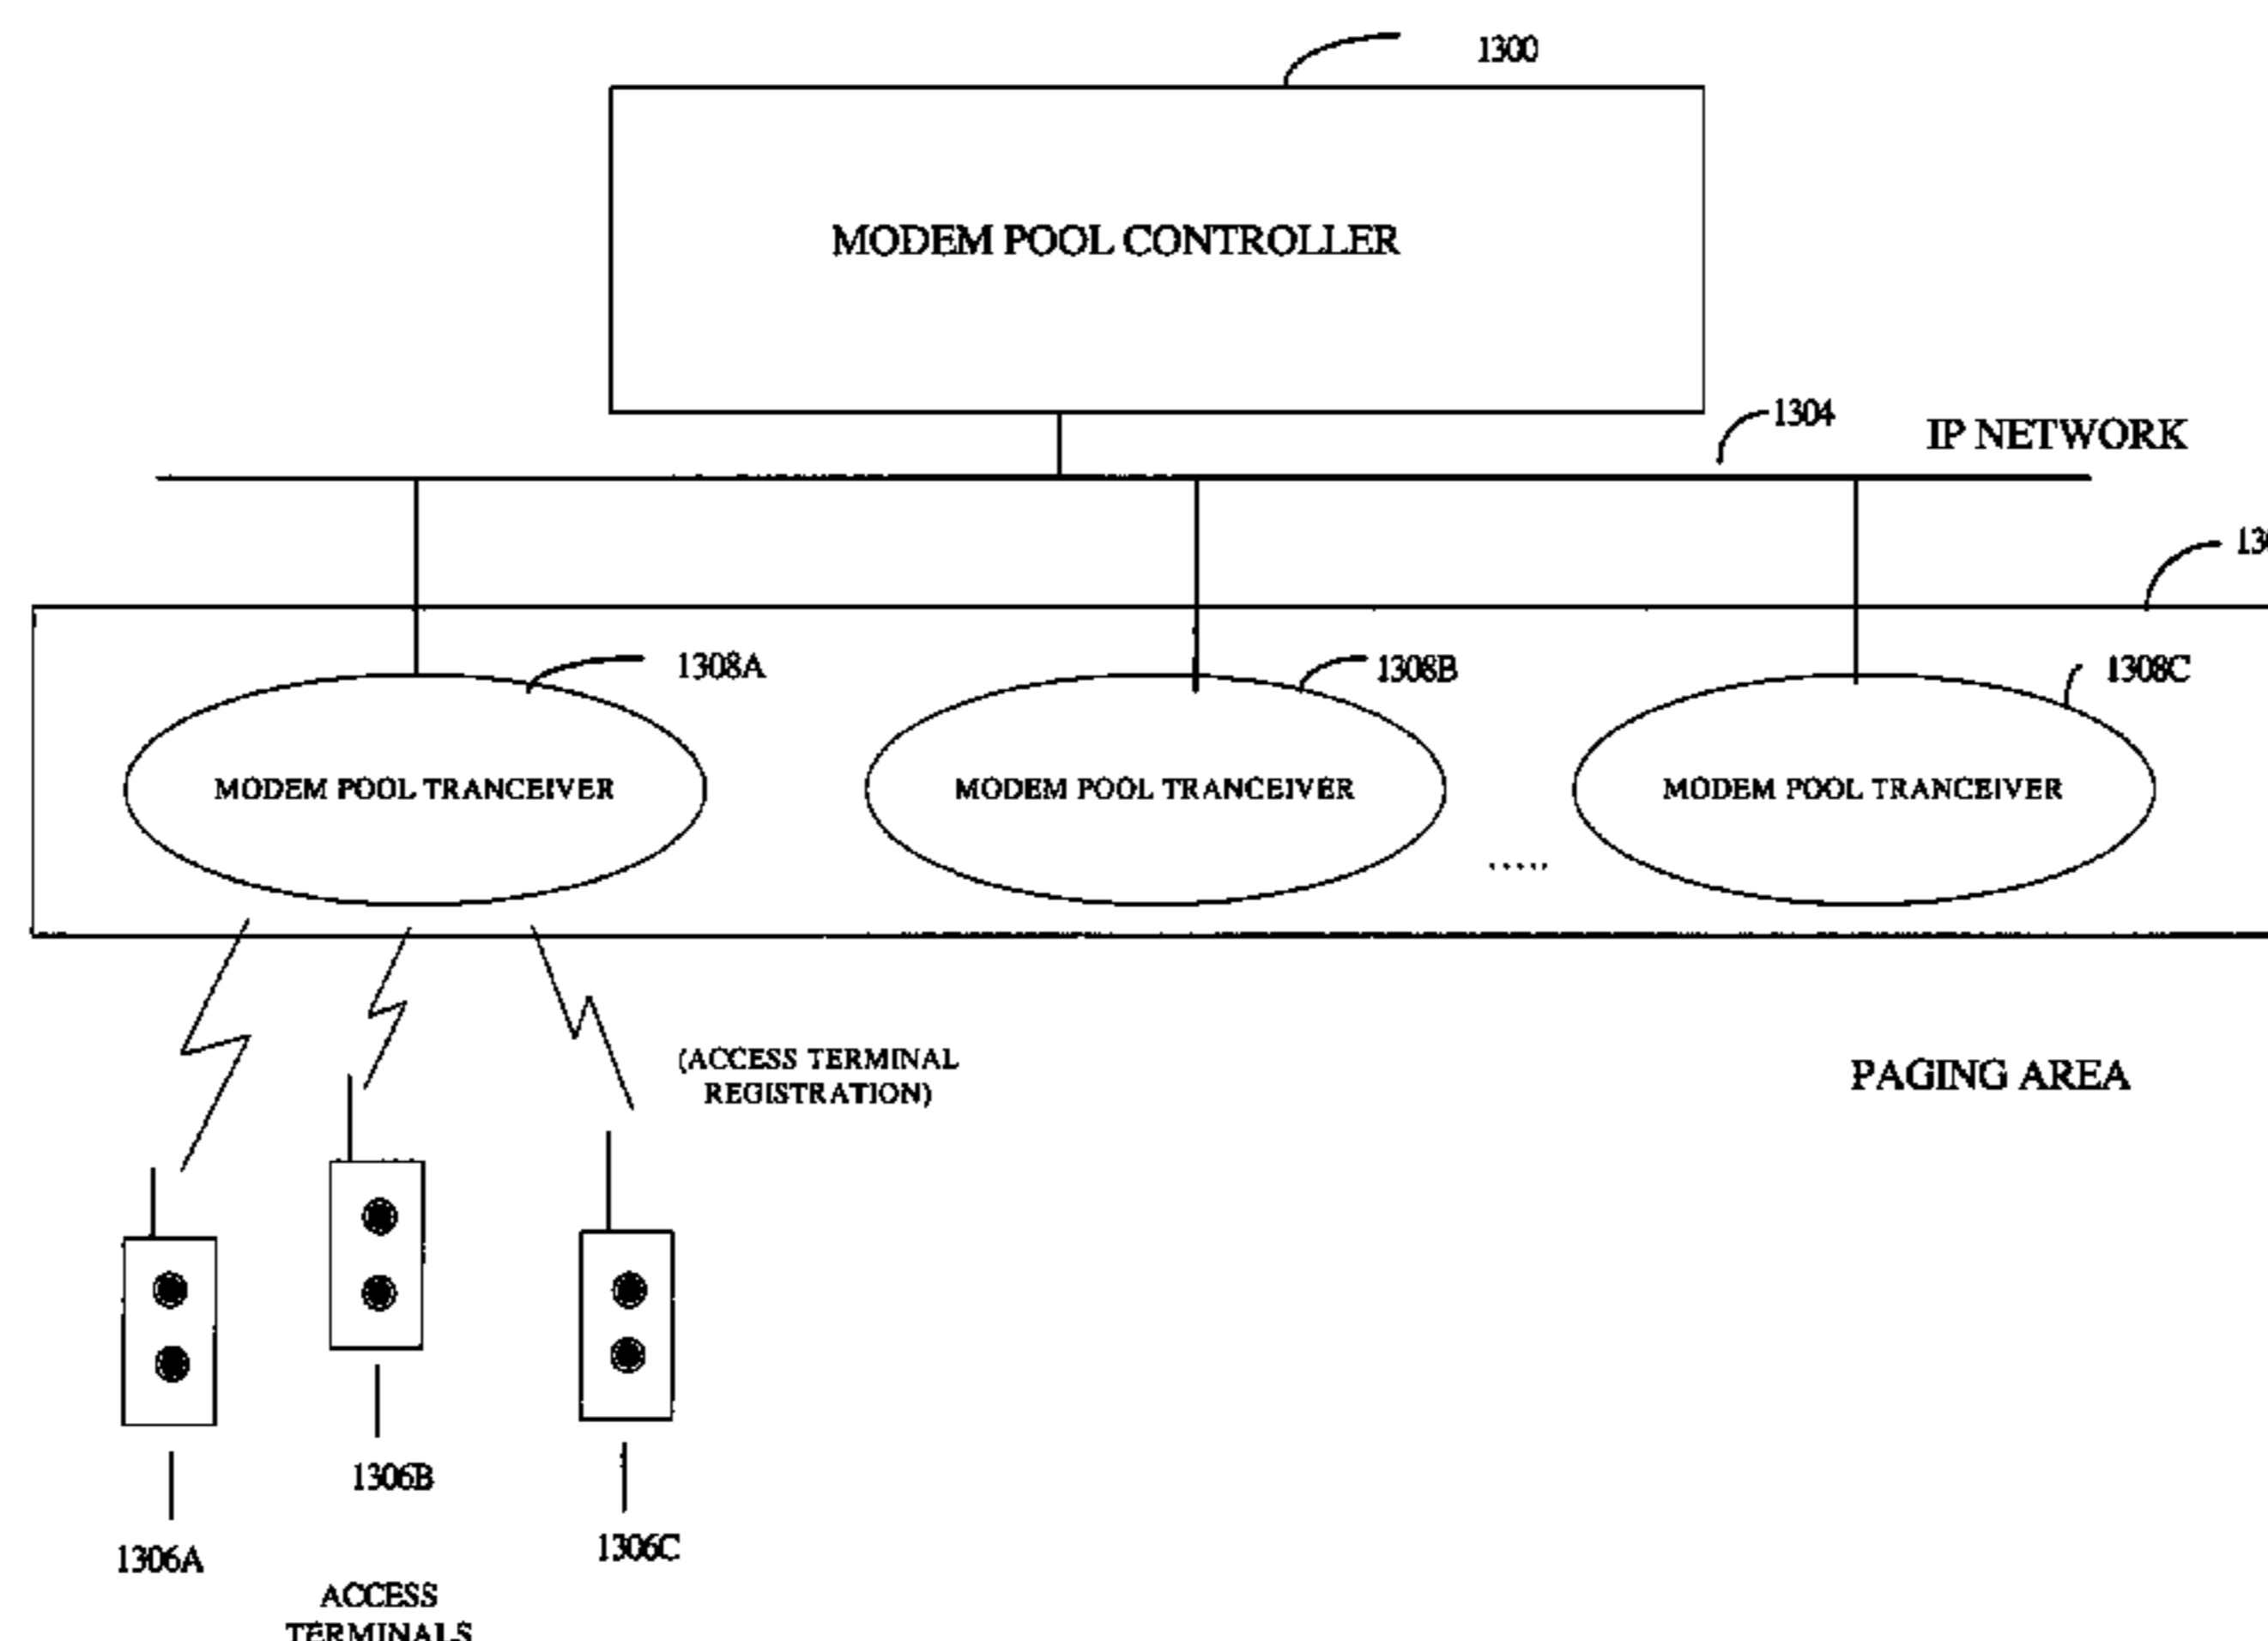 1300
MODEM POOL CONTROLLER
1304
IP NETWORK
1308A
1308B
1308C
MODEM POOL TRANCEIVER
MODEM POOL TRANCEIVER
MODEM POOL TRANCEIVER
.....
(ACCESS TERMINAL
REGISTRATION)
PAGING AREA
1306B
1306A
1306C
ACCESS
TERMINALS